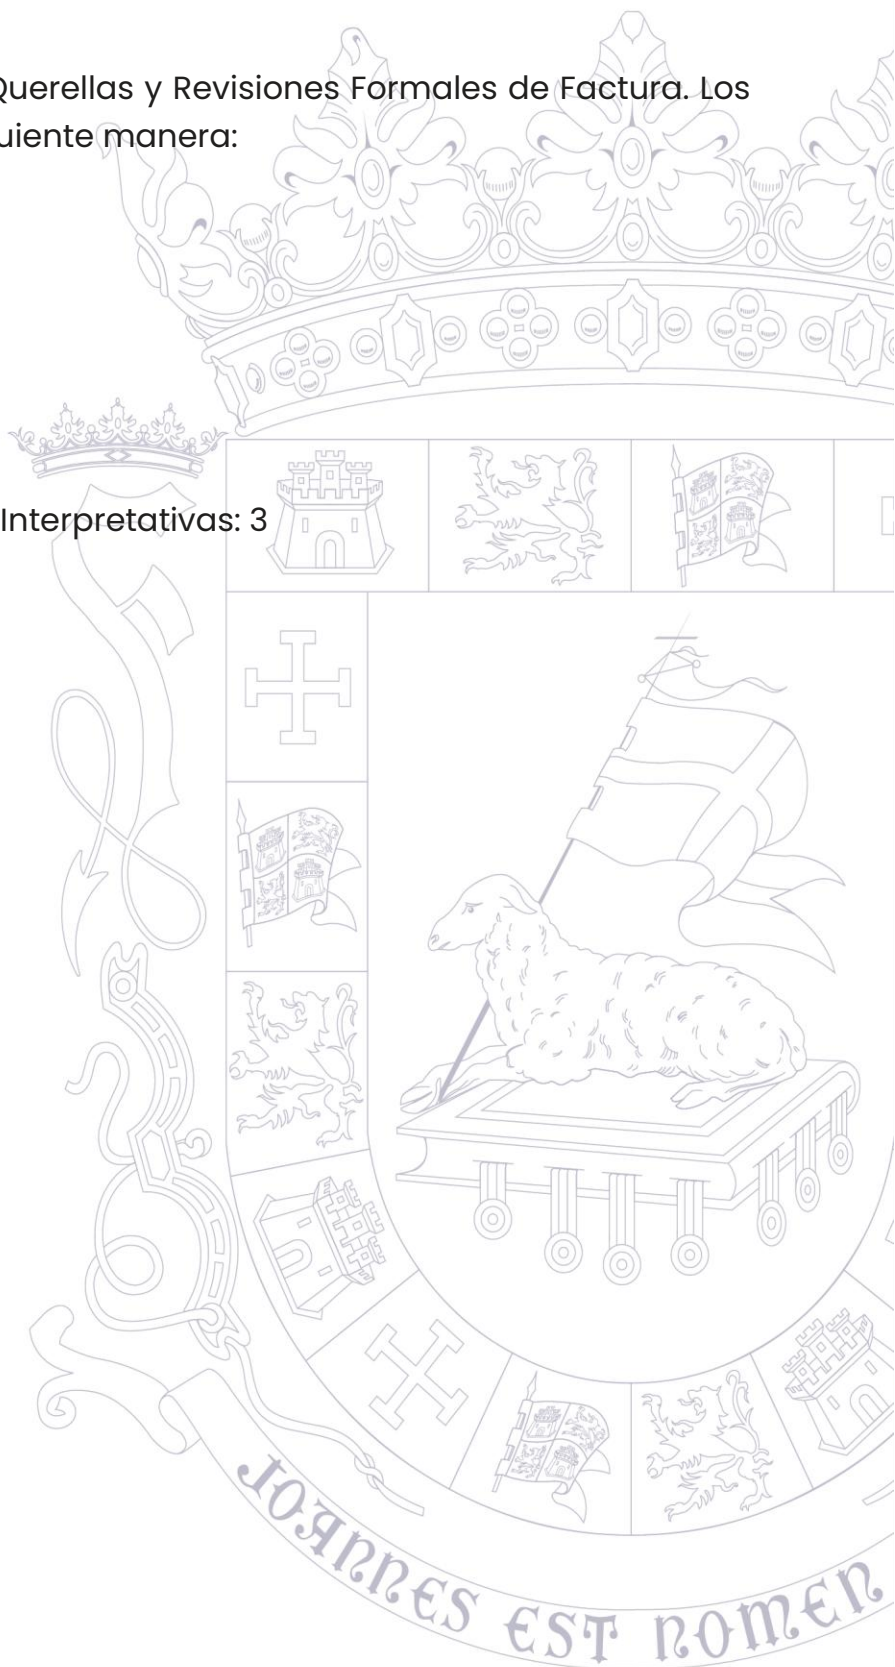 Querellas y Revisiones Formales de Factura. Los
uiente manera:
Interpretativas: 3
JOANNES EST NOMEN